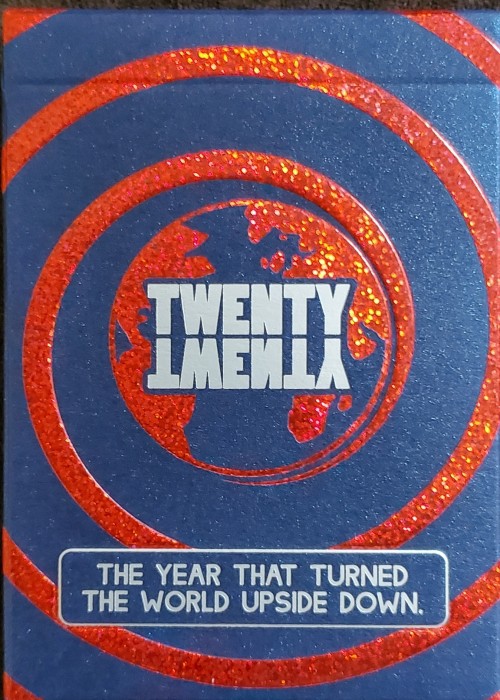 TWENTY
TWENTY
THE YEAR THAT TURNED
THE WORLD UPSIDE DOWN.